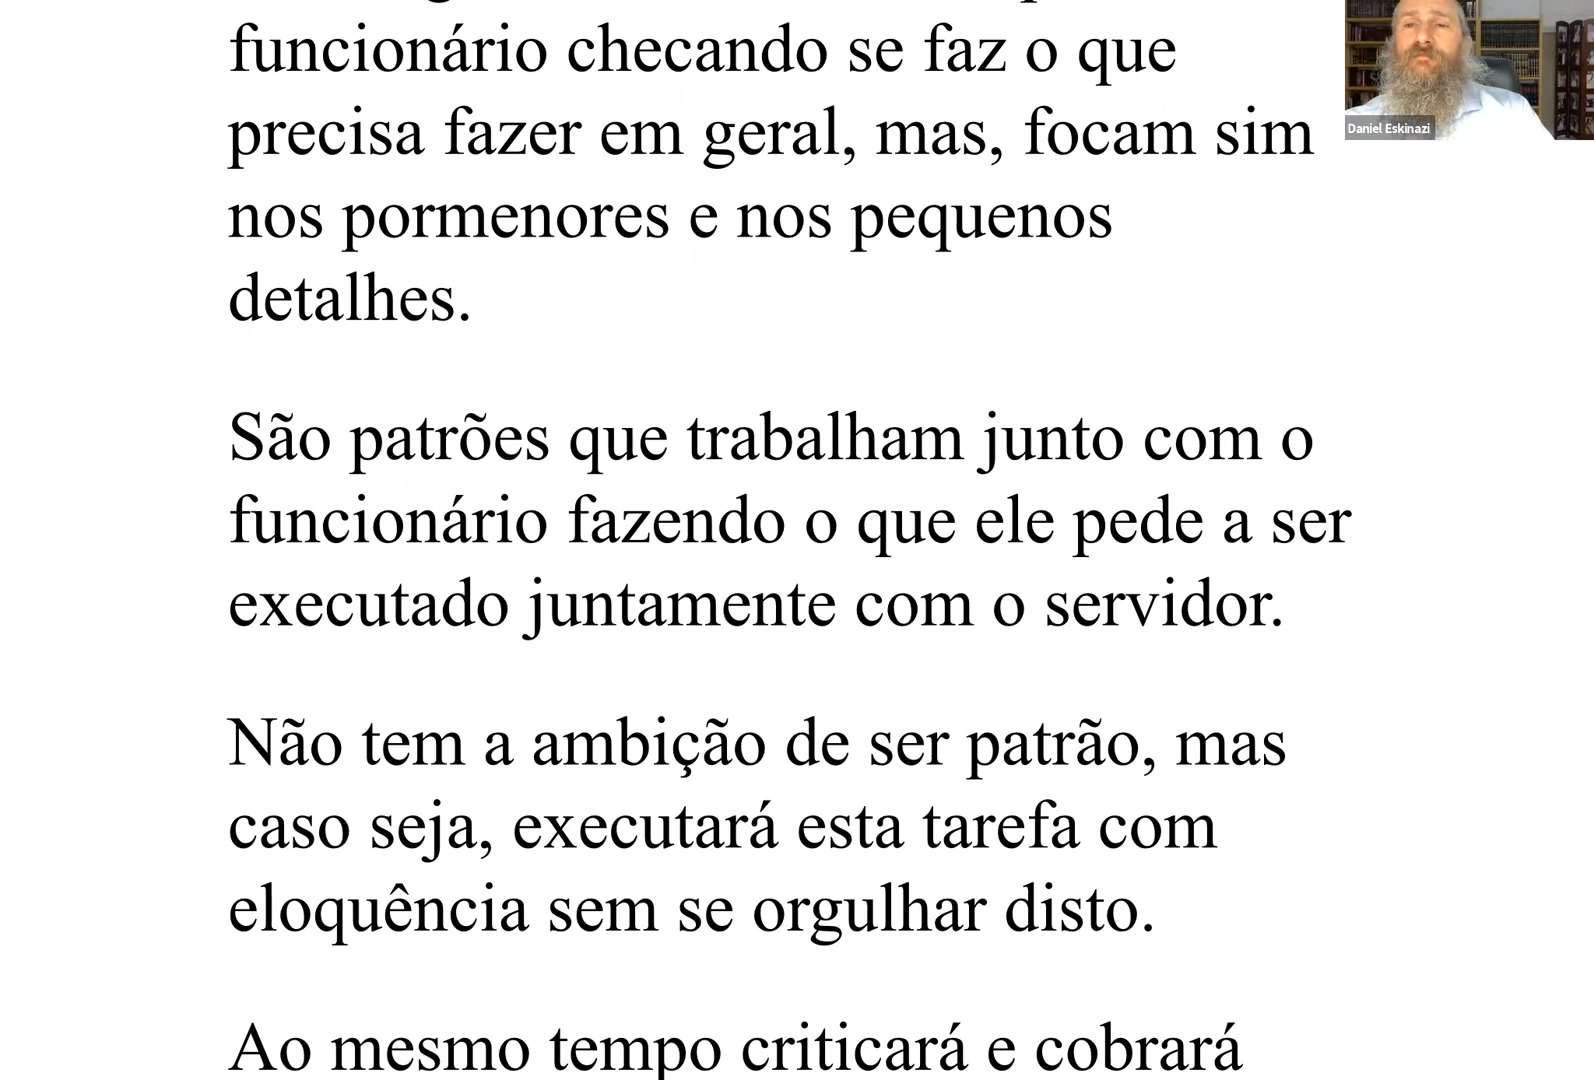 funcionário checando se faz o que
precisa fazer em geral, mas, focam sim
nos pormenores e nos pequenos
detalhes.
São patrões que trabalham junto com o
funcionário fazendo o que ele pede a ser
executado juntamente com o servidor.
Não tem a ambição de ser patrão, mas
caso seja, executará esta tarefa com
eloquência sem se orgulhar disto.
Ao mesmo tempo criticará e cobrará
Daniel Eskinazi